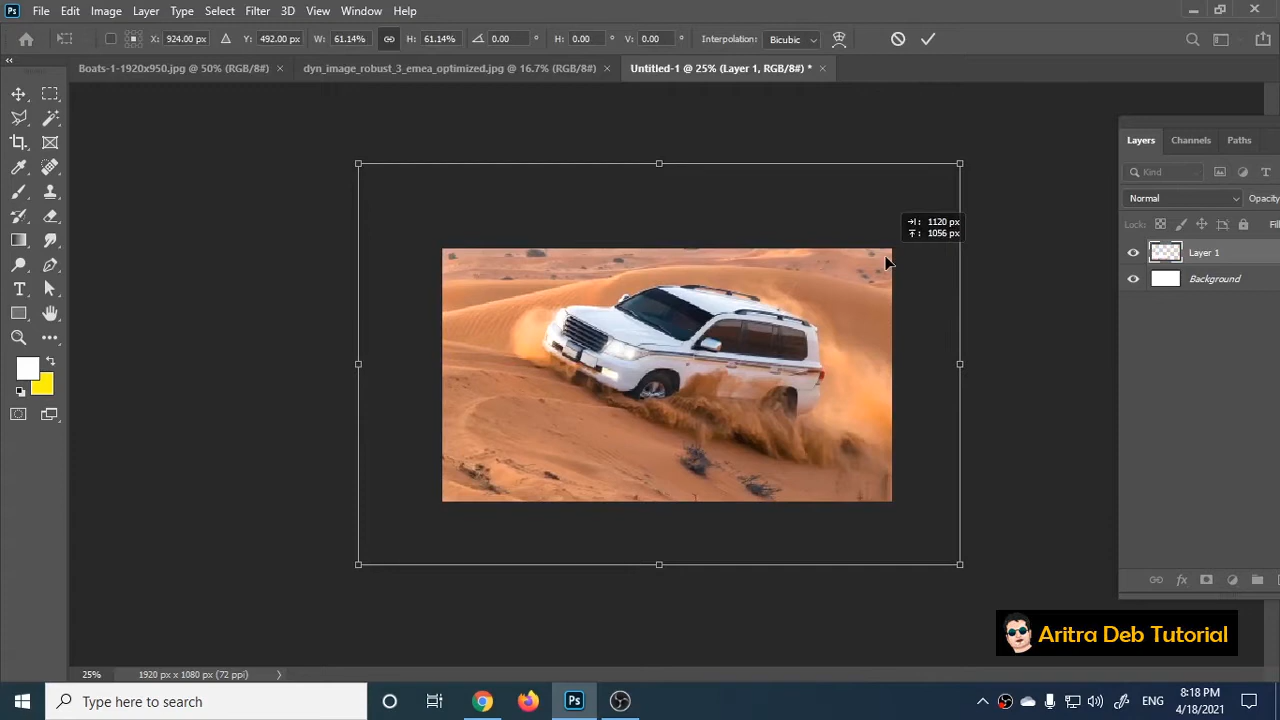 Ps File Edit Image Layer Type Select Filter 3D View Window Help
X: 924.00 px Y: 492.00 px W: 61.14% H: 61.14% 0.00 ° H: 0.00 ° V: 0.00 ° Interpolation: Bicubic
Boats-1-1920x950.jpg @ 50% (RGB/8#) × dyn_image_robust_3_emea_optimized.jpg @ 16.7% (RGB/8#) × Untitled-1 @ 25% (Layer 1, RGB/8#) * ×
Layers Channels Paths
Kind
Normal Opacity
Lock: Fil
Layer 1
Background
1120 px
1056 px
Aritra Deb Tutorial
25% 1920 px x 1080 px (72 ppi)
Type here to search
Ps
ENG
8:18 PM
4/18/2021